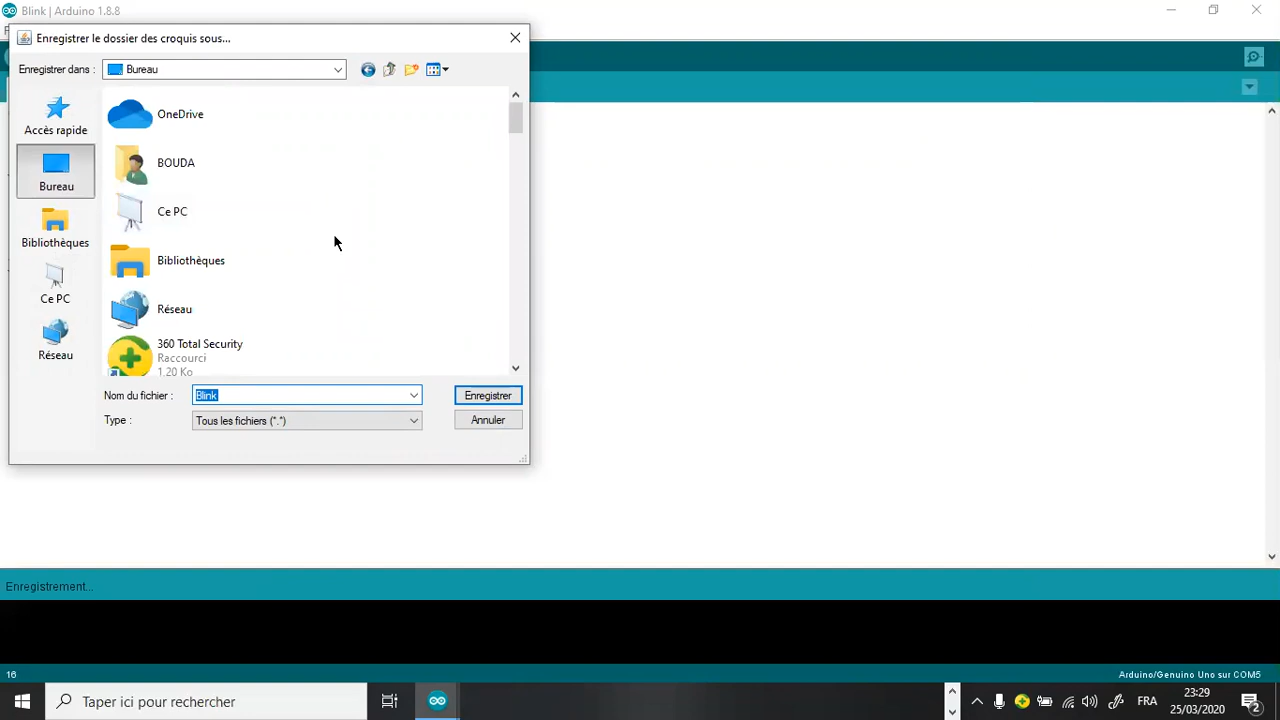 Blink | Arduino 1.8.8
Enregistrer le dossier des croquis sous...
Enregistrer dans :
Bureau
OneDrive
Accès rapide
BOUDA
Bureau
Ce PC
Bibliothèques
Bibliothèques
Ce PC
Réseau
Réseau
360 Total Security
Raccourci
1.20 Ko
Nom du fichier :
Blink
Enregistrer
Type :
Tous les fichiers (*.*)
Annuler
Enregistrement...
16
Arduino/Genuino Uno sur COM5
Taper ici pour rechercher
FRA
23:29
25/03/2020
2